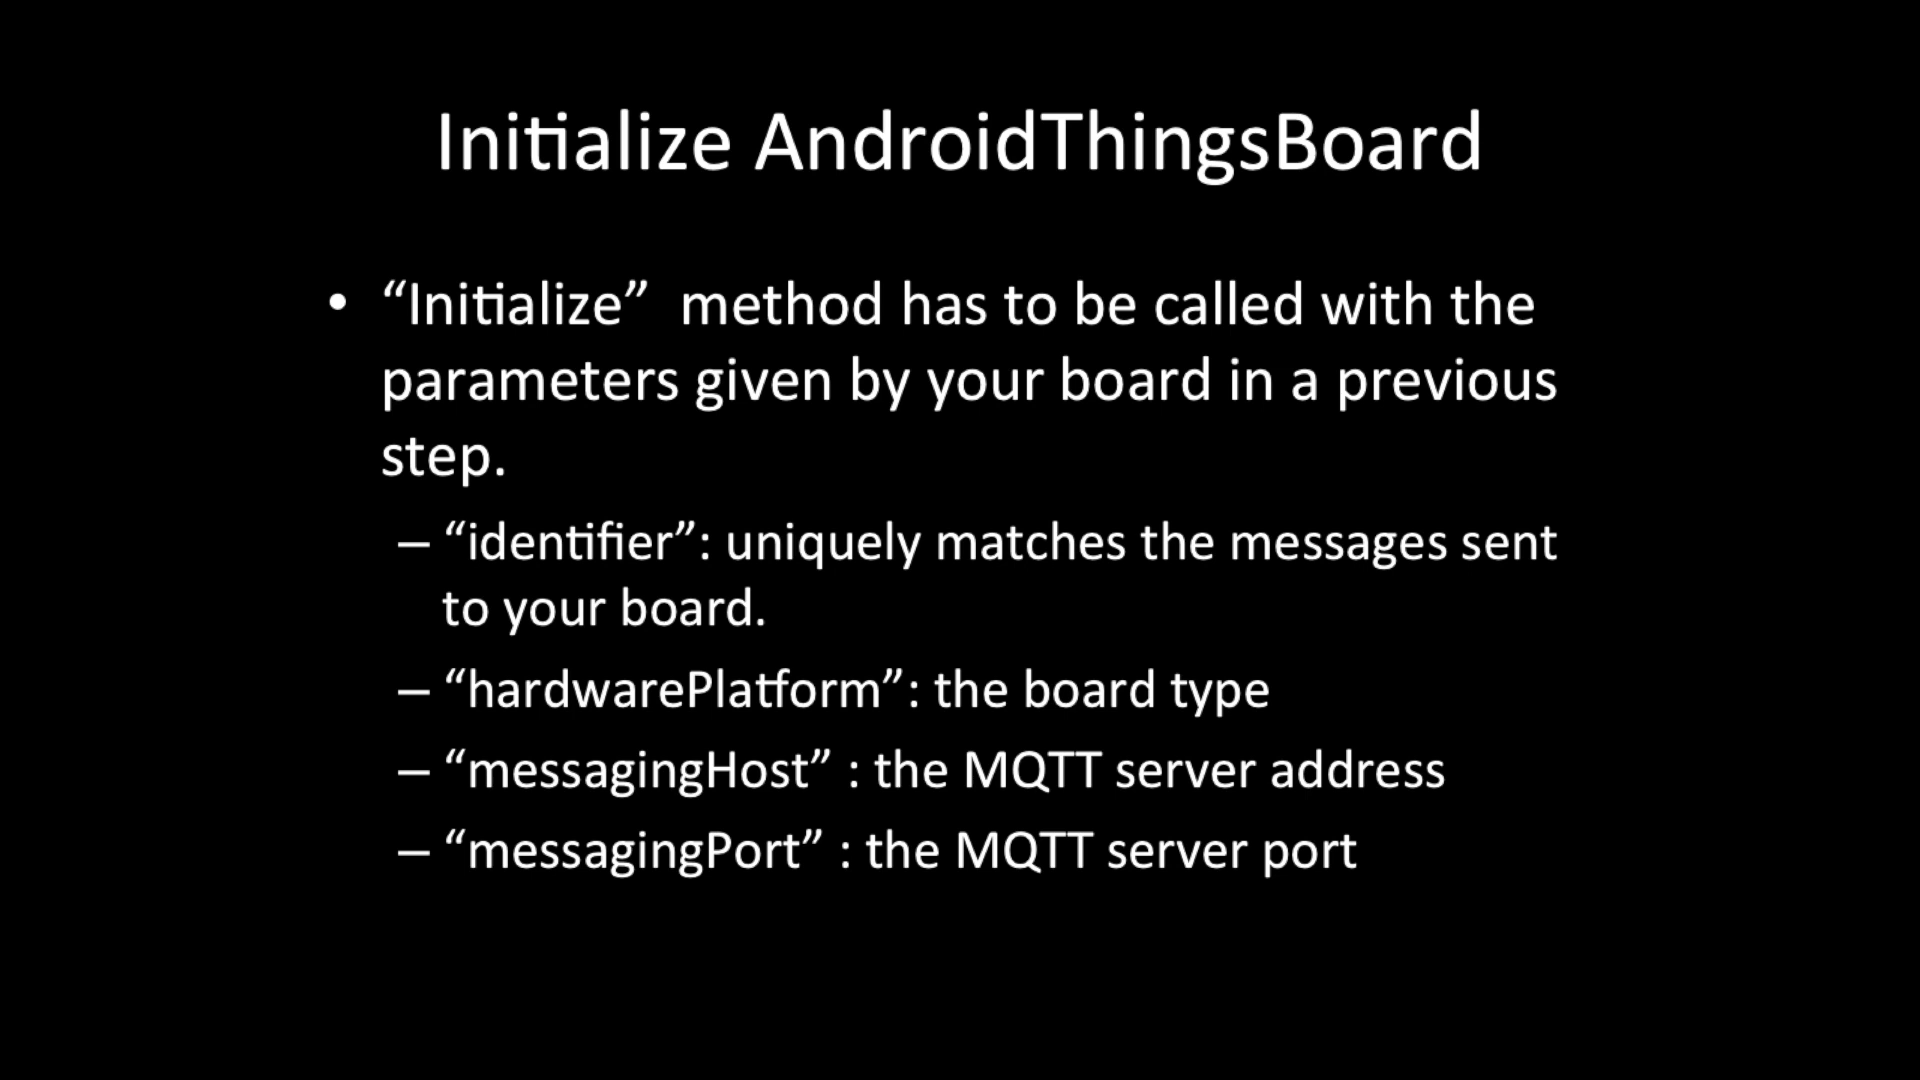 Initialize AndroidThingsBoard
• “Initialize”  method has to be called with the
parameters given by your board in a previous
step.
– “identifier”: uniquely matches the messages sent
to your board.
– “hardwarePlatform”: the board type
– “messagingHost” : the MQTT server address
– “messagingPort” : the MQTT server port